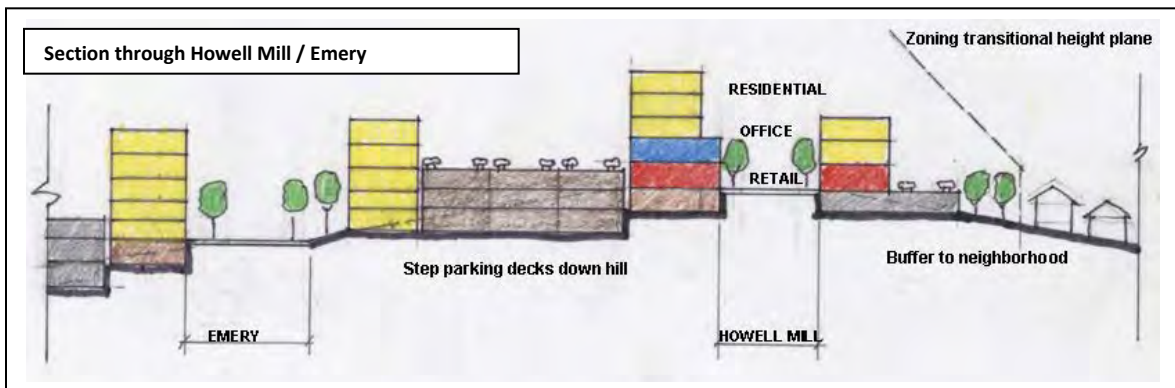 Section through Howell Mill / Emery
Zoning transitional height plane
RESIDENTIAL
OFFICE
RETAIL
Step parking decks down hill
Buffer to neighborhood
EMERY
HOWELL MILL